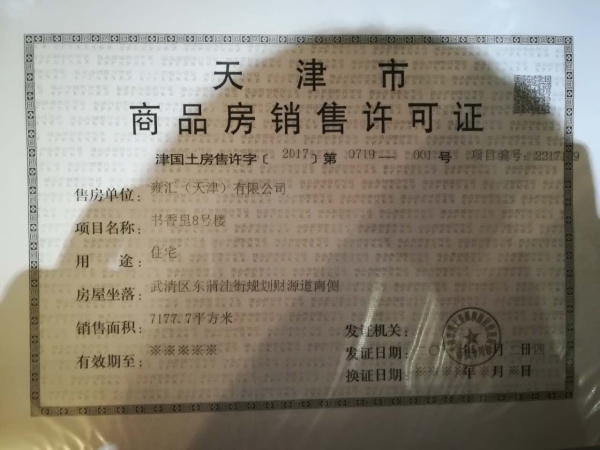 天津市
商品房销售许可证
津国土房售许字〔2017〕第0719—001号 项目编号:
售房单位: 雍汇(天津)有限公司
项目名称: 书香里8号楼
用途: 住宅
房屋坐落: 武清区东蒲洼街规划财源道南侧
销售面积: 7177.7平方米
有效期至: ※※※※※
发证机关:
发证日期:
换证日期: ※※※※年※月※日